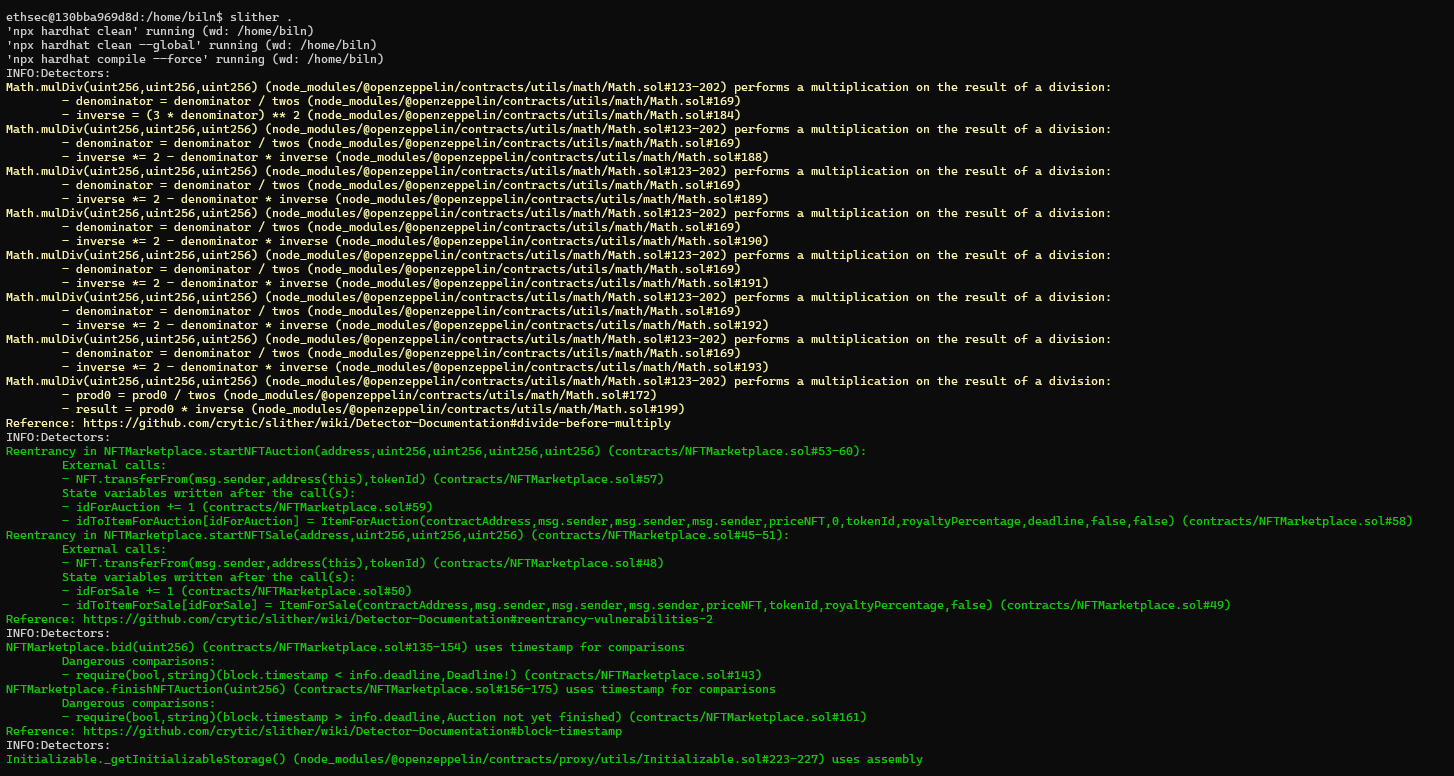 ethsec@130bba969d8d:/home/biln$ slither .
'npx hardhat clean' running (wd: /home/biln)
'npx hardhat clean --global' running (wd: /home/biln)
'npx hardhat compile --force' running (wd: /home/biln)
INFO:Detectors:
Math.mulDiv(uint256,uint256,uint256) (node_modules/@openzeppelin/contracts/utils/math/Math.sol#123-202) performs a multiplication on the result of a division:
- denominator = denominator / twos (node_modules/@openzeppelin/contracts/utils/math/Math.sol#169)
- inverse = (3 * denominator) ** 2 (node_modules/@openzeppelin/contracts/utils/math/Math.sol#184)
Math.mulDiv(uint256,uint256,uint256) (node_modules/@openzeppelin/contracts/utils/math/Math.sol#123-202) performs a multiplication on the result of a division:
- denominator = denominator / twos (node_modules/@openzeppelin/contracts/utils/math/Math.sol#169)
- inverse *= 2 - denominator * inverse (node_modules/@openzeppelin/contracts/utils/math/Math.sol#188)
Math.mulDiv(uint256,uint256,uint256) (node_modules/@openzeppelin/contracts/utils/math/Math.sol#123-202) performs a multiplication on the result of a division:
- denominator = denominator / twos (node_modules/@openzeppelin/contracts/utils/math/Math.sol#169)
- inverse *= 2 - denominator * inverse (node_modules/@openzeppelin/contracts/utils/math/Math.sol#189)
Math.mulDiv(uint256,uint256,uint256) (node_modules/@openzeppelin/contracts/utils/math/Math.sol#123-202) performs a multiplication on the result of a division:
- denominator = denominator / twos (node_modules/@openzeppelin/contracts/utils/math/Math.sol#169)
- inverse *= 2 - denominator * inverse (node_modules/@openzeppelin/contracts/utils/math/Math.sol#190)
Math.mulDiv(uint256,uint256,uint256) (node_modules/@openzeppelin/contracts/utils/math/Math.sol#123-202) performs a multiplication on the result of a division:
- denominator = denominator / twos (node_modules/@openzeppelin/contracts/utils/math/Math.sol#169)
- inverse *= 2 - denominator * inverse (node_modules/@openzeppelin/contracts/utils/math/Math.sol#191)
Math.mulDiv(uint256,uint256,uint256) (node_modules/@openzeppelin/contracts/utils/math/Math.sol#123-202) performs a multiplication on the result of a division:
- denominator = denominator / twos (node_modules/@openzeppelin/contracts/utils/math/Math.sol#169)
- inverse *= 2 - denominator * inverse (node_modules/@openzeppelin/contracts/utils/math/Math.sol#192)
Math.mulDiv(uint256,uint256,uint256) (node_modules/@openzeppelin/contracts/utils/math/Math.sol#123-202) performs a multiplication on the result of a division:
- denominator = denominator / twos (node_modules/@openzeppelin/contracts/utils/math/Math.sol#169)
- inverse *= 2 - denominator * inverse (node_modules/@openzeppelin/contracts/utils/math/Math.sol#193)
Math.mulDiv(uint256,uint256,uint256) (node_modules/@openzeppelin/contracts/utils/math/Math.sol#123-202) performs a multiplication on the result of a division:
- prod0 = prod0 / twos (node_modules/@openzeppelin/contracts/utils/math/Math.sol#172)
- result = prod0 * inverse (node_modules/@openzeppelin/contracts/utils/math/Math.sol#199)
Reference: https://github.com/crytic/slither/wiki/Detector-Documentation#divide-before-multiply
INFO:Detectors:
Reentrancy in NFTMarketplace.startNFTAuction(address,uint256,uint256,uint256,uint256) (contracts/NFTMarketplace.sol#53-60):
External calls:
- NFT.transferFrom(msg.sender,address(this),tokenId) (contracts/NFTMarketplace.sol#57)
State variables written after the call(s):
- idForAuction += 1 (contracts/NFTMarketplace.sol#59)
- idToItemForAuction[idForAuction] = ItemForAuction(contractAddress,msg.sender,msg.sender,msg.sender,priceNFT,0,tokenId,royaltyPercentage,deadline,false,false) (contracts/NFTMarketplace.sol#58)
Reentrancy in NFTMarketplace.startNFTSale(address,uint256,uint256,uint256) (contracts/NFTMarketplace.sol#45-51):
External calls:
- NFT.transferFrom(msg.sender,address(this),tokenId) (contracts/NFTMarketplace.sol#48)
State variables written after the call(s):
- idForSale += 1 (contracts/NFTMarketplace.sol#50)
- idToItemForSale[idForSale] = ItemForSale(contractAddress,msg.sender,msg.sender,msg.sender,priceNFT,tokenId,royaltyPercentage,false) (contracts/NFTMarketplace.sol#49)
Reference: https://github.com/crytic/slither/wiki/Detector-Documentation#reentrancy-vulnerabilities-2
INFO:Detectors:
NFTMarketplace.bid(uint256) (contracts/NFTMarketplace.sol#135-154) uses timestamp for comparisons
Dangerous comparisons:
- require(bool,string)(block.timestamp < info.deadline,Deadline!) (contracts/NFTMarketplace.sol#143)
NFTMarketplace.finishNFTAuction(uint256) (contracts/NFTMarketplace.sol#156-175) uses timestamp for comparisons
Dangerous comparisons:
- require(bool,string)(block.timestamp > info.deadline,Auction not yet finished) (contracts/NFTMarketplace.sol#161)
Reference: https://github.com/crytic/slither/wiki/Detector-Documentation#block-timestamp
INFO:Detectors:
Initializable._getInitializableStorage() (node_modules/@openzeppelin/contracts/proxy/utils/Initializable.sol#223-227) uses assembly